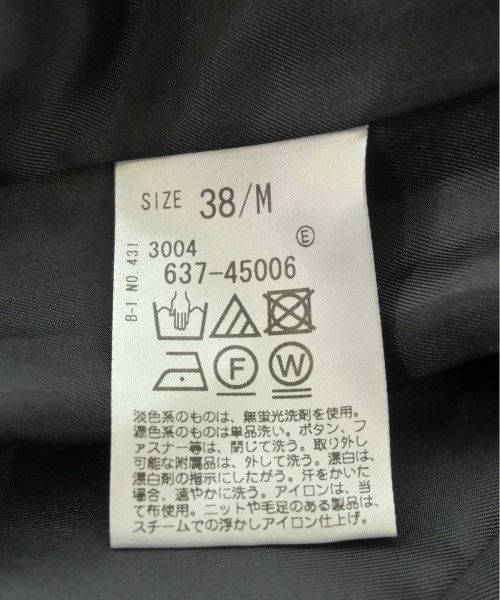 SIZE 38/M
B-1 NO.431
3004
E
637-45006
F
W
淡色系のものは、無蛍光洗剤を使用。
濃色系のものは単品洗い。ボタン、フ
ァスナー等は、閉じて洗う。取り外し
可能な附属品は、外して洗う。漂白は、
漂白剤の指示にしたがう。汗をかいた
場合、速やかに洗う。アイロンは、当
て布使用。ニットや毛足のある製品は、
スチームでの浮かしアイロン仕上げ。